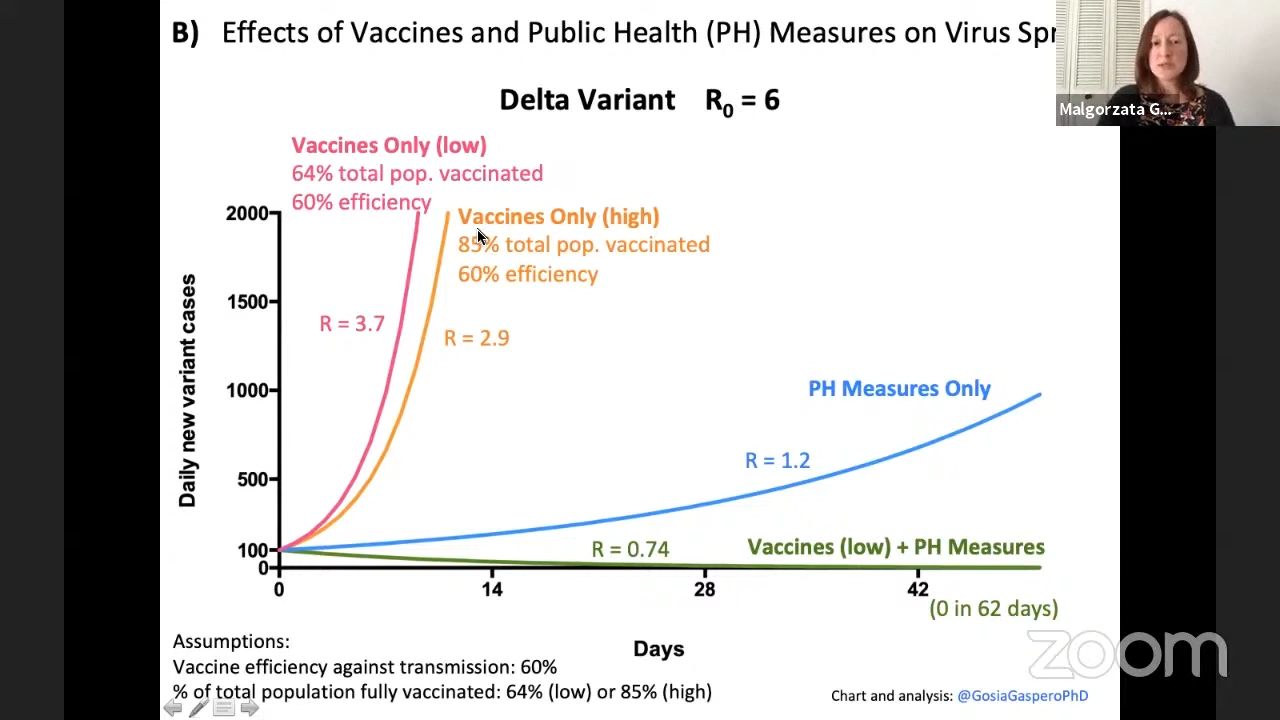 B) Effects of Vaccines and Public Health (PH) Measures on Virus
Malgorzata G...
Delta Variant R0 = 6
Vaccines Only (low)
64% total pop. vaccinated
60% efficiency
Vaccines Only (high)
85% total pop. vaccinated
60% efficiency
R = 3.7
R = 2.9
PH Measures Only
R = 1.2
R = 0.74
Vaccines (low) + PH Measures
(0 in 62 days)
Daily new variant cases
2000
1500
1000
500
100
0
0 14 28 42
Days
Assumptions:
Vaccine efficiency against transmission: 60%
% of total population fully vaccinated: 64% (low) or 85% (high)
Chart and analysis: @GosiaGasperoPhD
zoom